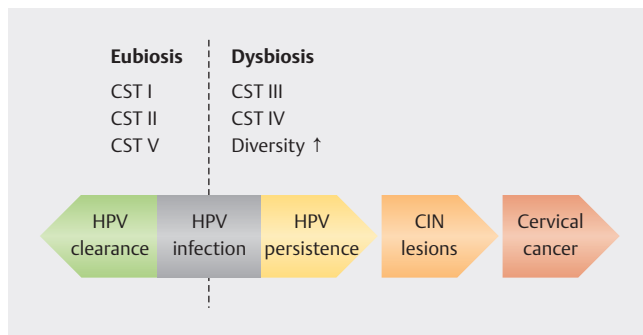 Eubiosis
CST I
CST II
CST V
Dysbiosis
CST III
CST IV
Diversity ↑
HPV
clearance
HPV
infection
HPV
persistence
CIN
lesions
Cervical
cancer